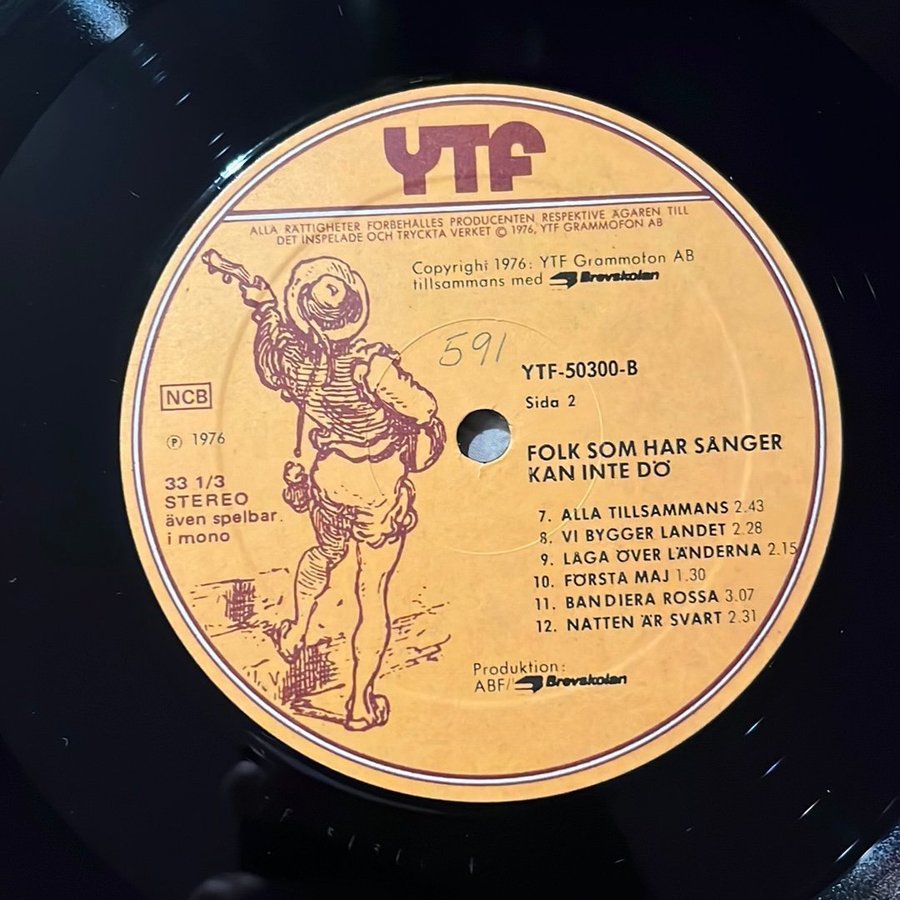 YTF
ALLA RÄTTIGHETER FÖRBEHÅLLES PRODUCENTEN RESPEKTIVE ÄGAREN TILL
DET INSPELADE OCH TRYCKTA VERKET © 1976, YTF GRAMMOFON AB
Copyright 1976: YTF Grammofon AB
tillsammans med Brevskolan
591
YTF-50300-B
Sida 2
NCB
℗ 1976
33 1/3
STEREO
även spelbar
i mono
FOLK SOM HAR SÅNGER
KAN INTE DÖ
7. ALLA TILLSAMMANS 2.43
8. VI BYGGER LANDET 2.28
9. LÅGA ÖVER LÄNDERNA 2.15
10. FÖRSTA MAJ 1.30
11. BANDIERA ROSSA 3.07
12. NATTEN ÄR SVART 2.31
Produktion:
ABF/ Brevskolan